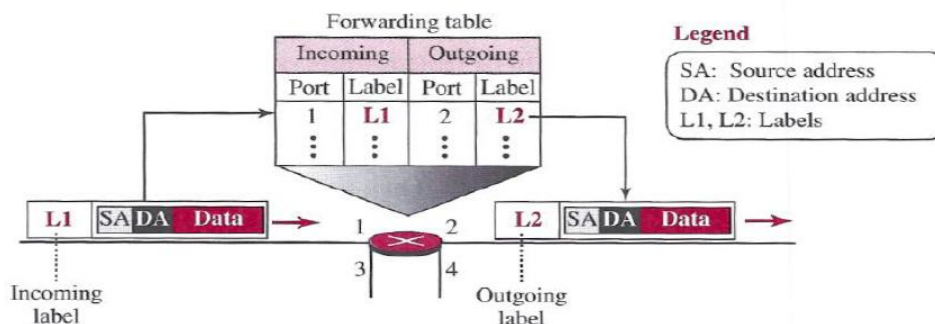 Forwarding table
Incoming Outgoing
Port Label Port Label
1 L1 2 L2
Legend
SA: Source address
DA: Destination address
L1, L2: Labels
L1 SA DA Data
1 2
3 4
L2 SA DA Data
Incoming
label
Outgoing
label